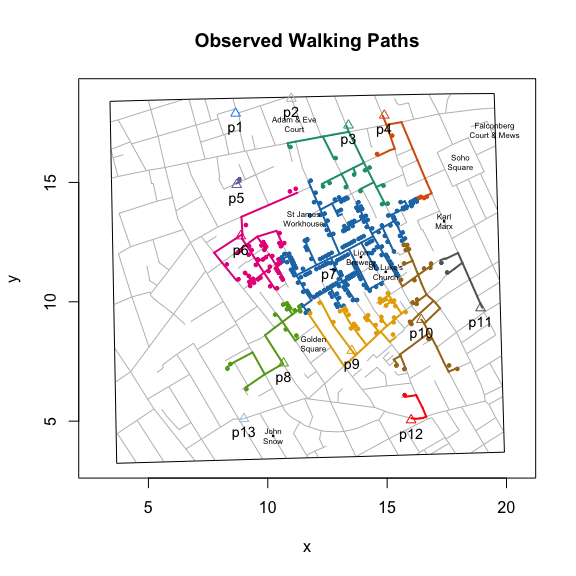 Observed Walking Paths
p1
p2
Adam & Eve
Court
p3
p4
Falconberg
Court & Mews
Soho
Square
p5
St James
Workhouse
Karl
Marx
p6
Lion
Brewery
p7
St Luke's
Church
p11
p10
Golden
Square
p9
p8
p13
John
Snow
p12
y
5
10
15
5
10
15
20
x